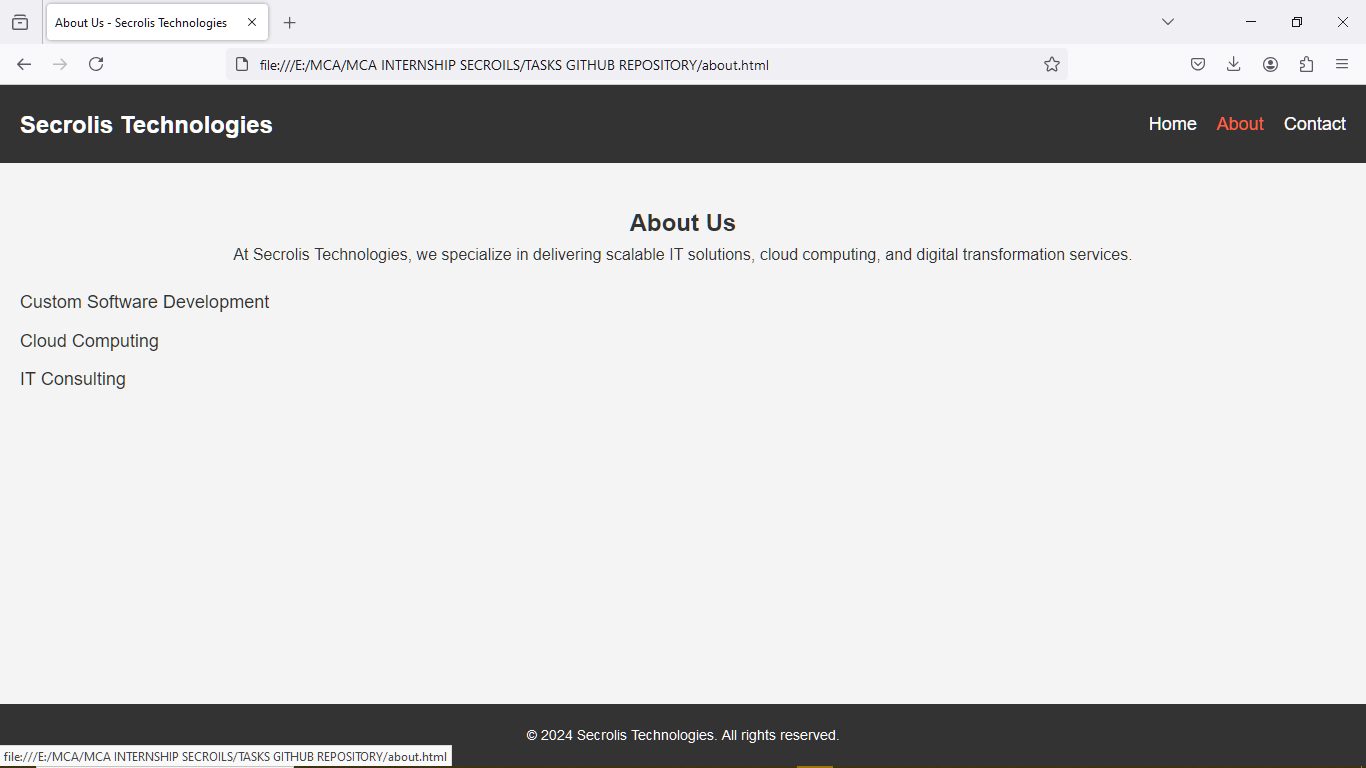 About Us - Secrolis Technologies
file:///E:/MCA/MCA INTERNSHIP SECROILS/TASKS GITHUB REPOSITORY/about.html
Secrolis Technologies
Home About Contact
About Us
At Secrolis Technologies, we specialize in delivering scalable IT solutions, cloud computing, and digital transformation services.
Custom Software Development
Cloud Computing
IT Consulting
© 2024 Secrolis Technologies. All rights reserved.
file:///E:/MCA/MCA INTERNSHIP SECROILS/TASKS GITHUB REPOSITORY/about.html